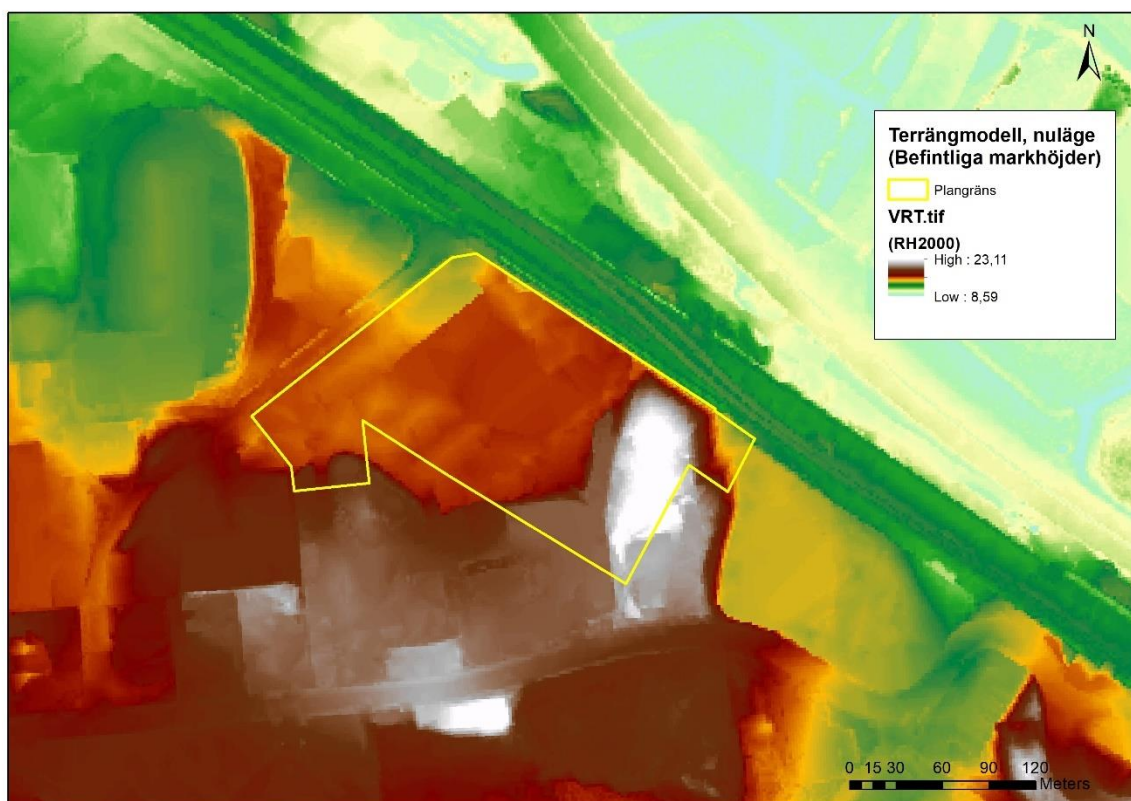 N
Terrängmodell, nuläge
(Befintliga markhöjder)
Plangräns
VRT.tif
(RH2000)
High : 23,11
Low : 8,59
0 15 30 60 90 120
Meters